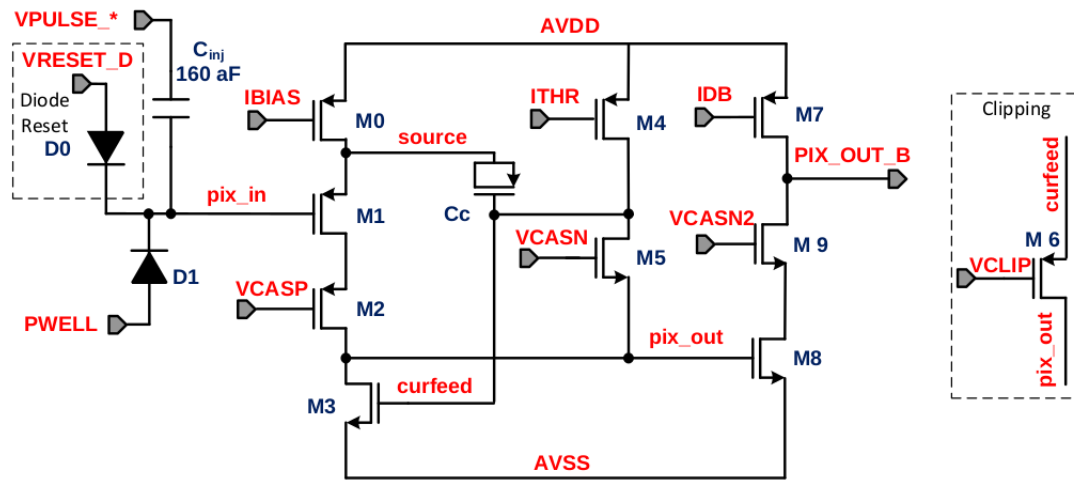 VPULSE_*
AVDD
VRESET_D
C_inj
160 aF
Diode
Reset
D0
IBIAS
M0
ITHR
M4
IDB
M7
Clipping
source
PIX_OUT_B
curfeed
pix_in
M1
Cc
VCASN
M5
VCASN2
M 9
M 6
VCLIP
D1
VCASP
M2
PWELL
pix_out
M8
pix_out
curfeed
M3
AVSS